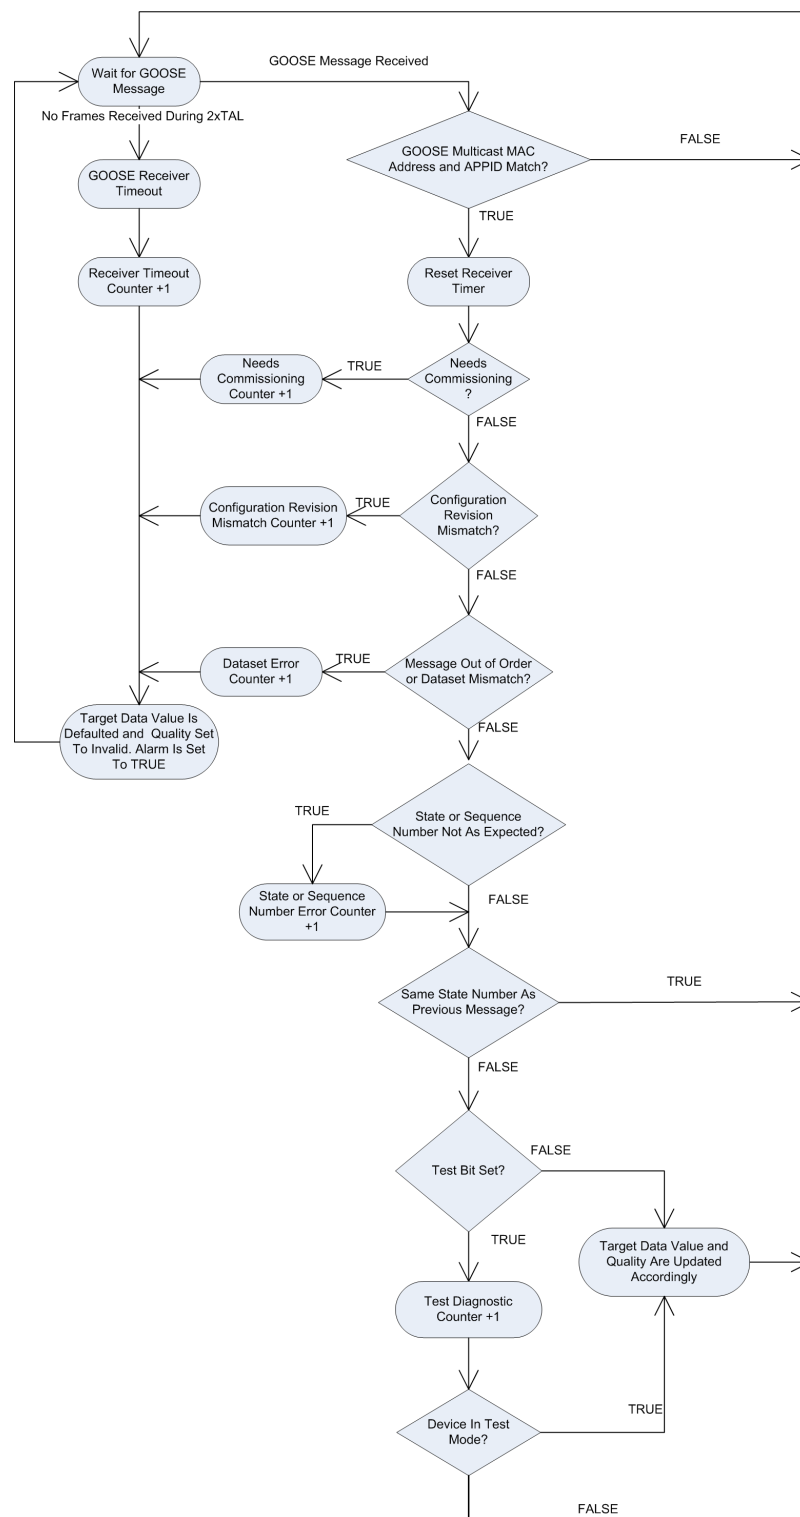 GOOSE Message Received
Wait for GOOSE
Message
No Frames Received During 2xTAL
GOOSE Multicast MAC
Address and APPID Match?
FALSE
GOOSE Receiver
Timeout
TRUE
Receiver Timeout
Counter +1
Reset Receiver
Timer
Needs
Commissioning
Counter +1
TRUE
Needs
Commissioning
?
FALSE
Configuration Revision
Mismatch Counter +1
TRUE
Configuration
Revision
Mismatch?
FALSE
Dataset Error
Counter +1
TRUE
Message Out of Order
or Dataset Mismatch?
FALSE
Target Data Value Is
Defaulted and Quality Set
To Invalid. Alarm Is Set
To TRUE
TRUE
State or Sequence
Number Not As Expected?
State or Sequence
Number Error Counter
+1
FALSE
Same State Number As
Previous Message?
TRUE
FALSE
Test Bit Set?
FALSE
TRUE
Target Data Value and
Quality Are Updated
Accordingly
Test Diagnostic
Counter +1
Device In Test
Mode?
TRUE
FALSE